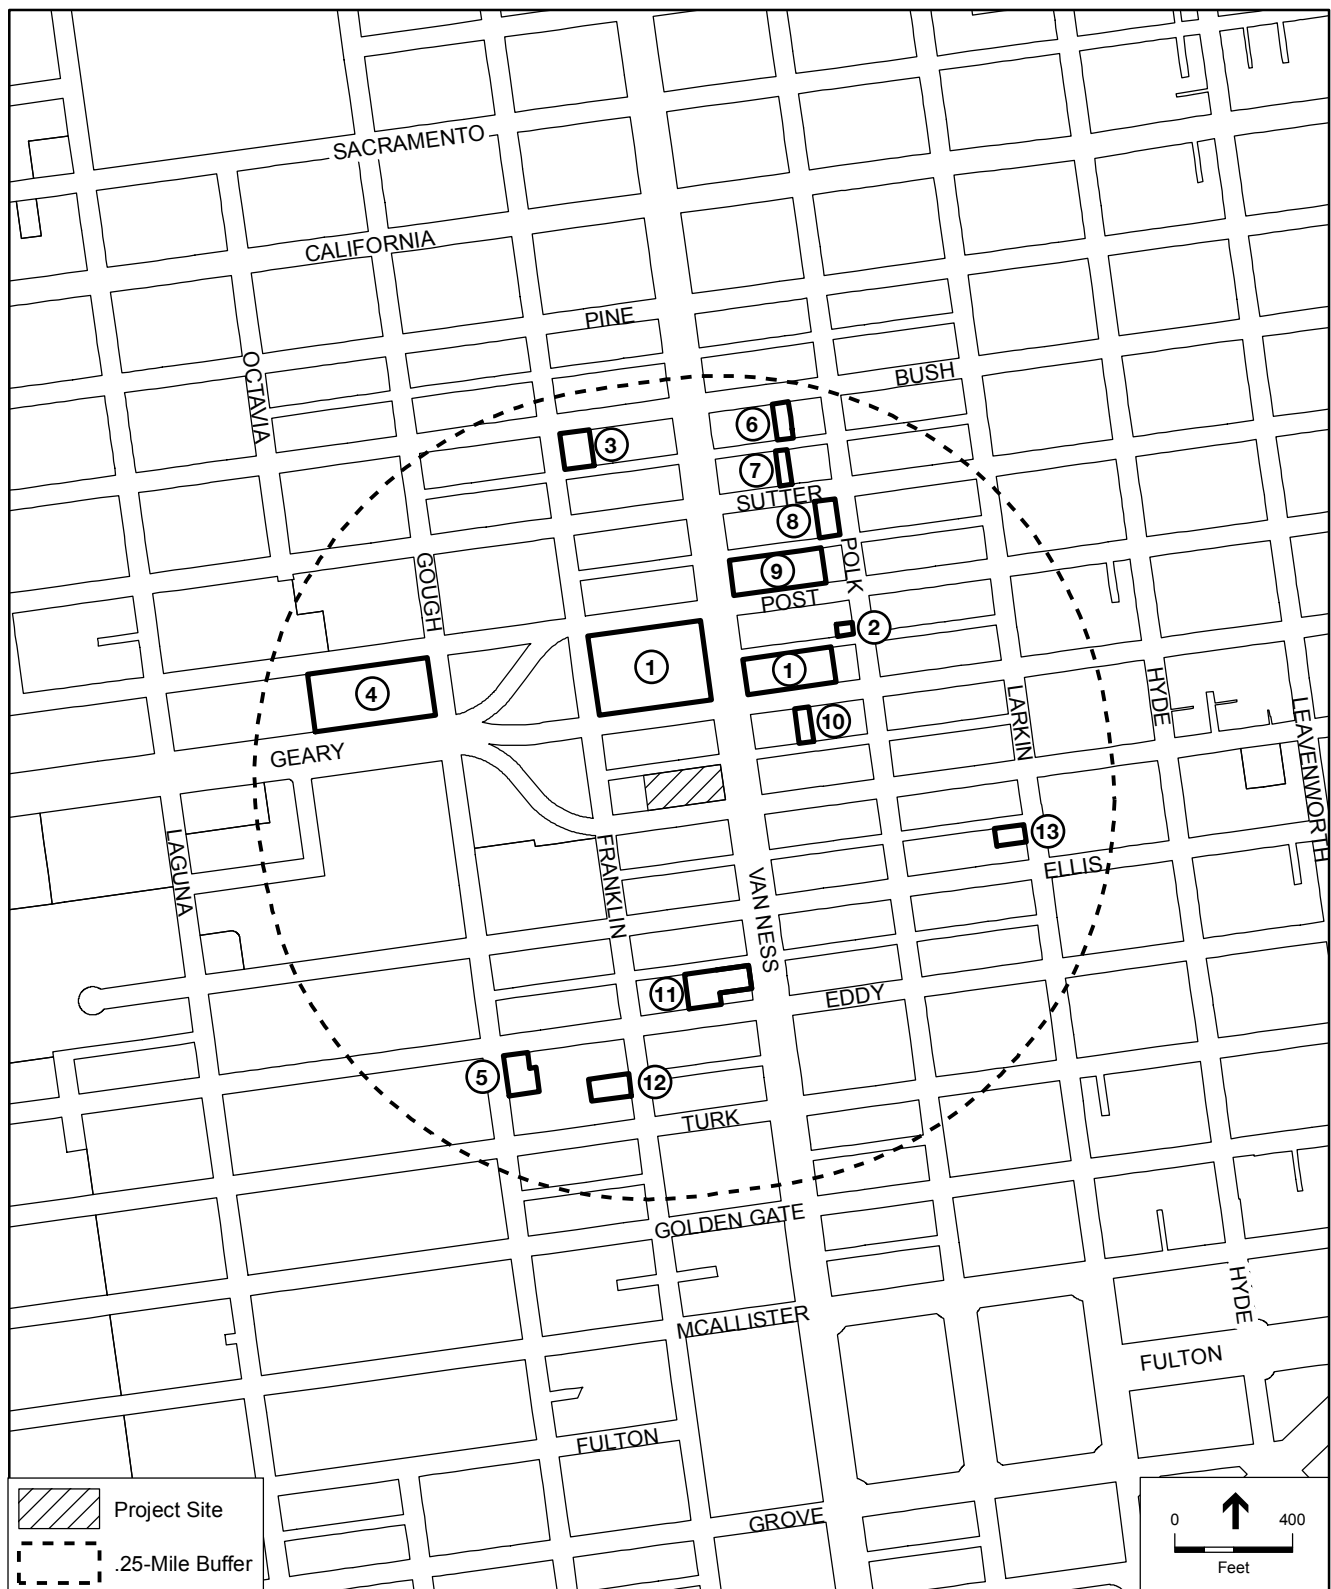 SACRAMENTO
CALIFORNIA
PINE
OCTAVIA
BUSH
6
3
7
SUTTER
8
GOUGH
POLK
9
POST
2
1
1
4
HYDE
LARKIN
10
LEAVENWORTH
GEARY
13
LAGUNA
FRANKLIN
ELLIS
VAN NESS
11
EDDY
5
12
TURK
GOLDEN GATE
HYDE
MCALLISTER
FULTON
FULTON
GROVE
Project Site
.25-Mile Buffer
0 400
Feet